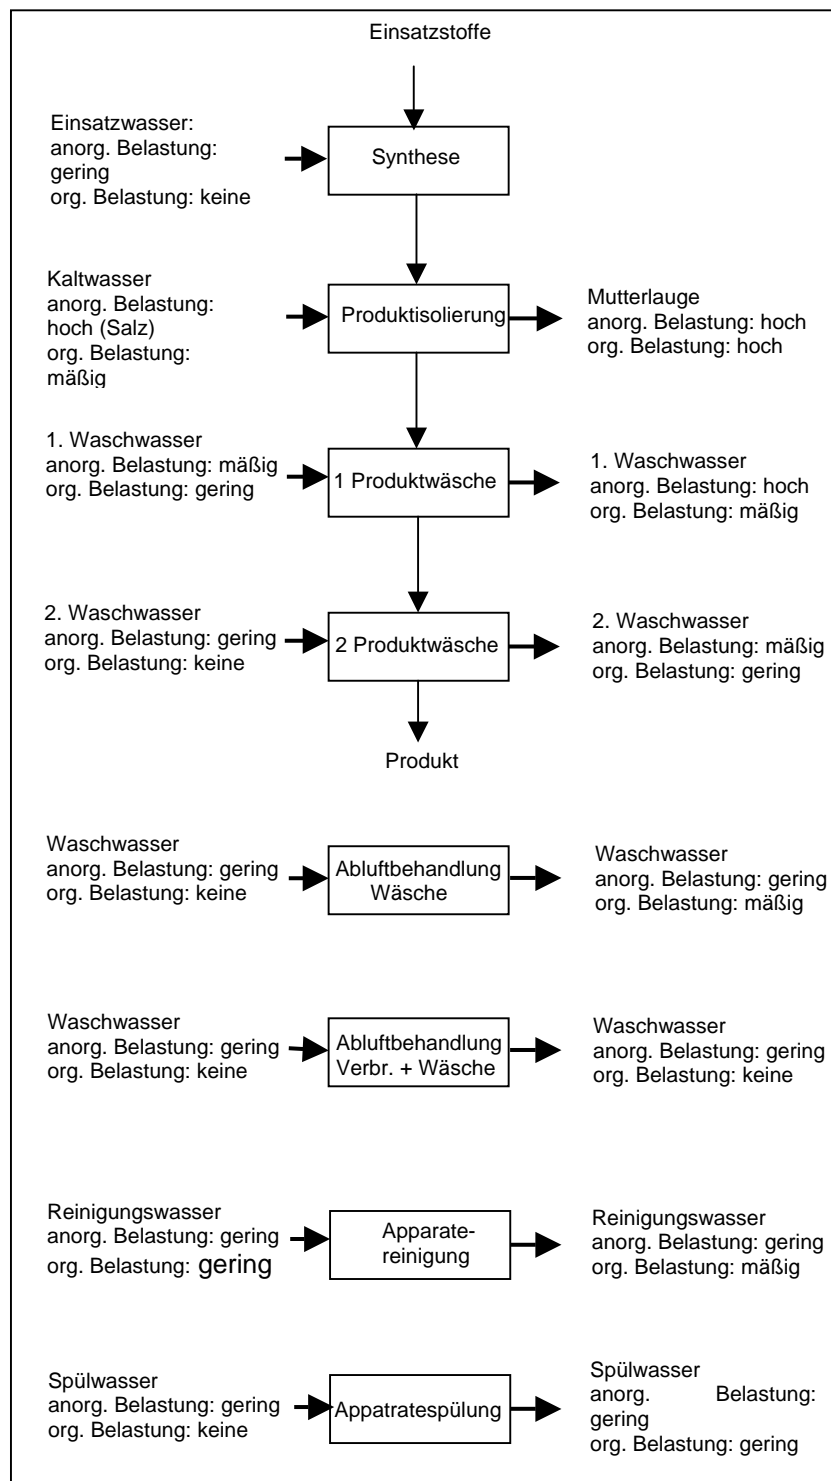 Einsatzstoffe
Einsatzwasser:
anorg. Belastung:
gering
org. Belastung: keine
Synthese
Kaltwasser
anorg. Belastung:
hoch (Salz)
org. Belastung:
mäßig
Produktisolierung
Mutterlauge
anorg. Belastung: hoch
org. Belastung: hoch
1. Waschwasser
anorg. Belastung: mäßig
org. Belastung: gering
1 Produktwäsche
1. Waschwasser
anorg. Belastung: hoch
org. Belastung: mäßig
2. Waschwasser
anorg. Belastung: gering
org. Belastung: keine
2 Produktwäsche
2. Waschwasser
anorg. Belastung: mäßig
org. Belastung: gering
Produkt
Waschwasser
anorg. Belastung: gering
org. Belastung: keine
Abluftbehandlung
Wäsche
Waschwasser
anorg. Belastung: gering
org. Belastung: mäßig
Waschwasser
anorg. Belastung: gering
org. Belastung: keine
Abluftbehandlung
Verbr. + Wäsche
Waschwasser
anorg. Belastung: gering
org. Belastung: keine
Reinigungswasser
anorg. Belastung: gering
org. Belastung: gering
Apparate-
reinigung
Reinigungswasser
anorg. Belastung: gering
org. Belastung: mäßig
Spülwasser
anorg. Belastung: gering
org. Belastung: keine
Appatratespülung
Spülwasser
anorg. Belastung:
gering
org. Belastung: gering